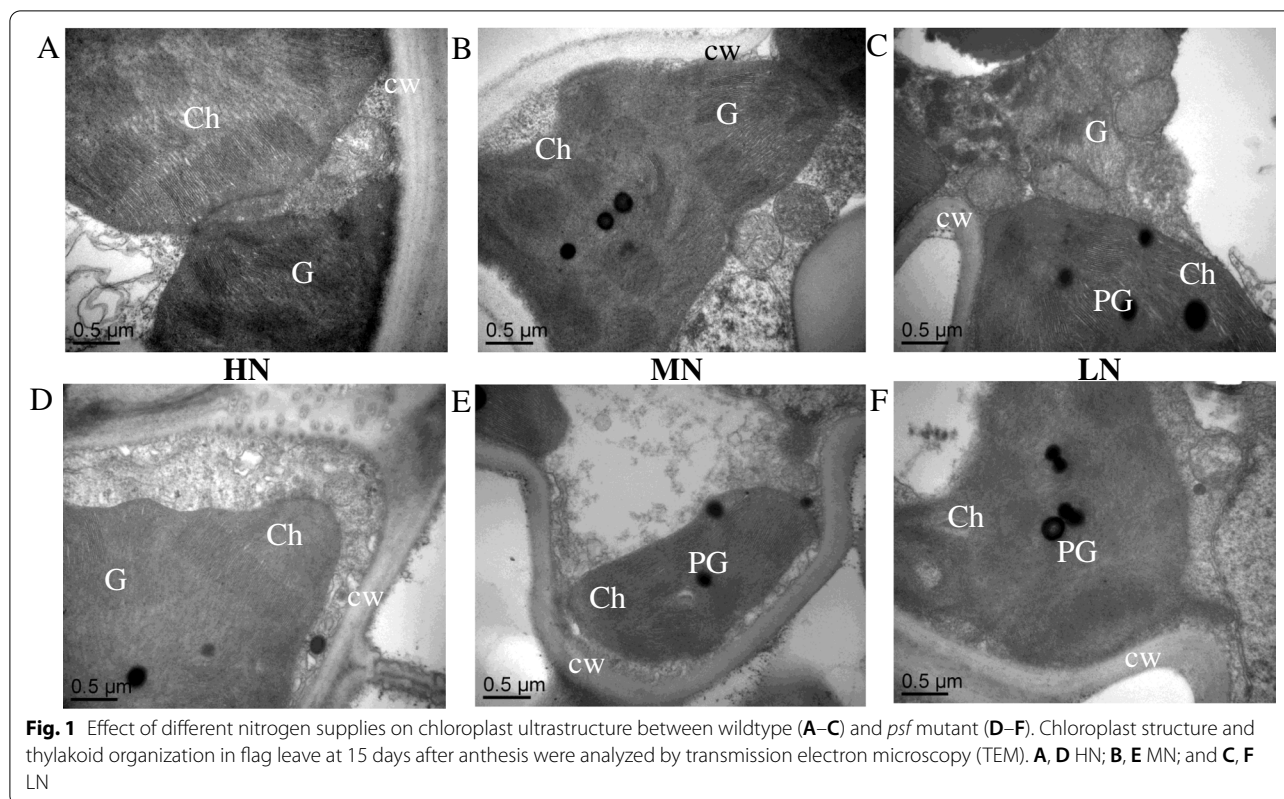 A
B
C
cw
Ch
G
0.5 µm
cw
G
Ch
0.5 µm
G
cw
Ch
PG
0.5 µm
HN
MN
LN
D
E
F
Ch
G
cw
0.5 µm
PG
Ch
cw
0.5 µm
Ch
PG
cw
0.5 µm
Fig. 1 Effect of different nitrogen supplies on chloroplast ultrastructure between wildtype (A–C) and psf mutant (D–F). Chloroplast structure and
thylakoid organization in flag leave at 15 days after anthesis were analyzed by transmission electron microscopy (TEM). A, D HN; B, E MN; and C, F
LN